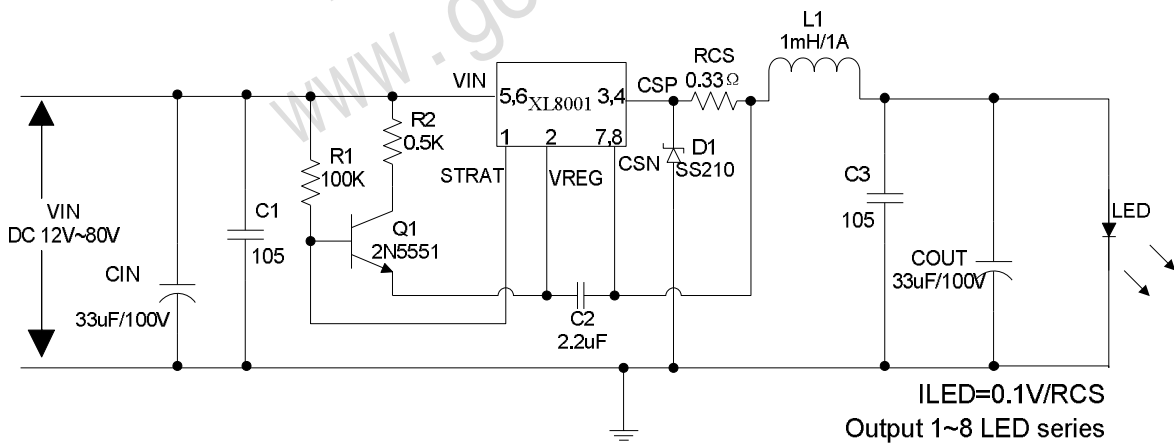 www.go
L1
1mH/1A
RCS
0.33Ω
VIN
5,6
XL8001
3,4
CSP
1
2
7,8
R2
0.5K
R1
100K
STRAT
VREG
CSN
D1
SS210
C3
105
VIN
DC 12V~80V
C1
105
Q1
2N5551
LED
CIN
33uF/100V
COUT
33uF/100V
C2
2.2uF
ILED=0.1V/RCS
Output 1~8 LED series